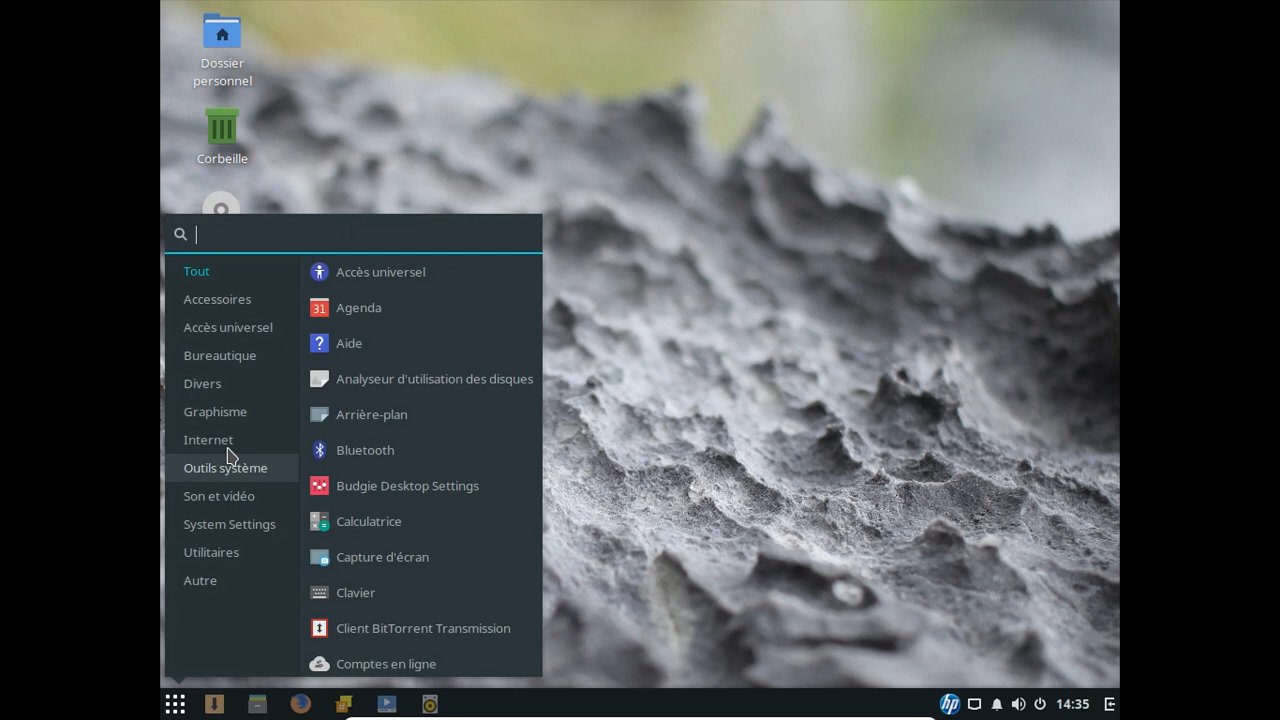 Dossier
personnel
Corbeille
Tout
Accessoires
Accès universel
Bureautique
Divers
Graphisme
Internet
Outils système
Son et vidéo
System Settings
Utilitaires
Autre
Accès universel
31 Agenda
? Aide
Analyseur d'utilisation des disques
Arrière-plan
Bluetooth
Budgie Desktop Settings
Calculatrice
Capture d'écran
Clavier
Client BitTorrent Transmission
Comptes en ligne
hp 14:35